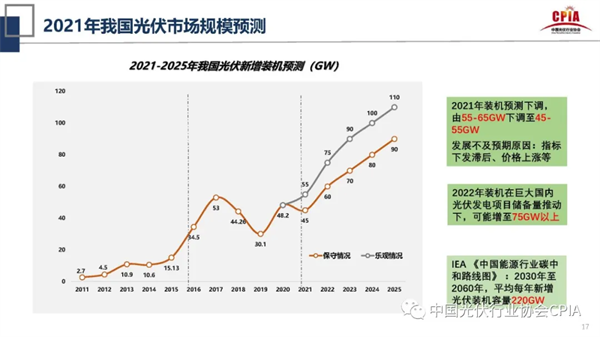 2021年我国光伏市场规模预测
CPIA
中国光伏行业协会
2021-2025年我国光伏新增装机预测（GW）
120
100
80
60
40
20
0
2.7
4.5
10.9
10.6
15.13
34.5
53
44.26
30.1
48.2
55
75
90
100
110
45
60
70
80
90
2011 2012 2013 2014 2015 2016 2017 2018 2019 2020 2021 2022 2023 2024 2025
保守情况 乐观情况
2021年装机预测下调，
由55-65GW下调至45-
55GW
发展不及预期原因：指标
下发滞后、价格上涨等
2022年装机在巨大国内
光伏发电项目储备量推动
下，可能增至75GW以上
IEA 《中国能源行业碳中
和路线图》：2030年至
2060年，平均每年新增
光伏装机容量220GW
中国光伏行业协会CPIA
17